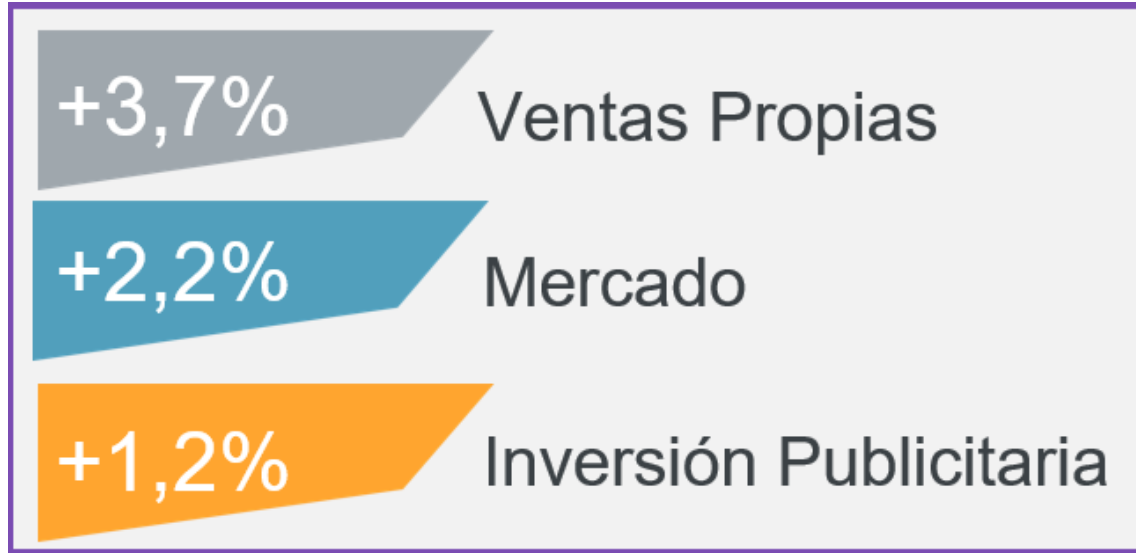 +3,7% Ventas Propias
+2,2% Mercado
+1,2% Inversión Publicitaria